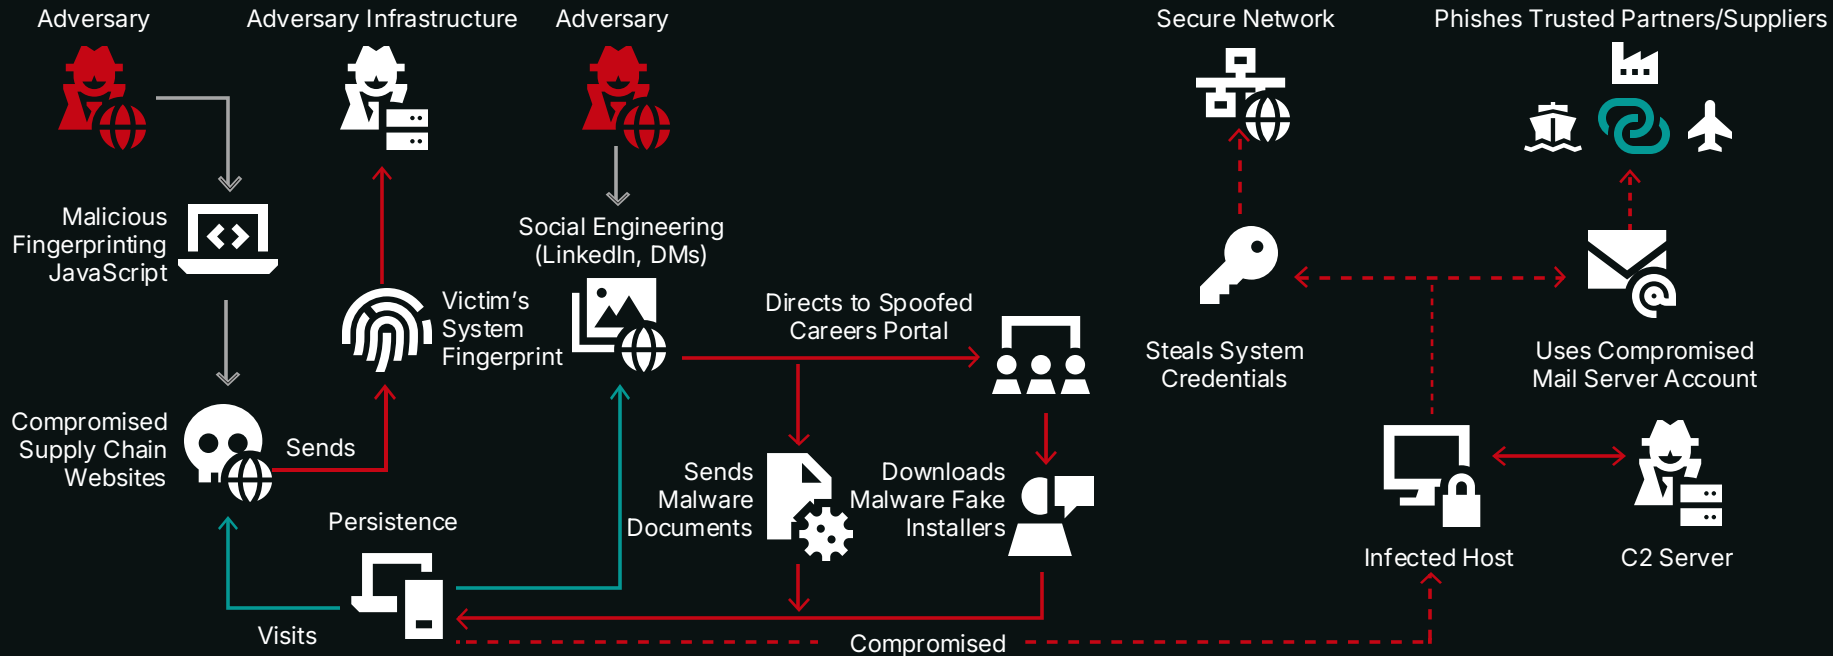 Adversary
Adversary Infrastructure
Adversary
Secure Network
Phishes Trusted Partners/Suppliers
Malicious
Fingerprinting
JavaScript
Social Engineering
(LinkedIn, DMs)
Victim's
System
Fingerprint
Directs to Spoofed
Careers Portal
Steals System
Credentials
Uses Compromised
Mail Server Account
Compromised
Supply Chain
Websites
Sends
Sends
Malware
Documents
Downloads
Malware Fake
Installers
Persistence
Infected Host
C2 Server
Visits
Compromised